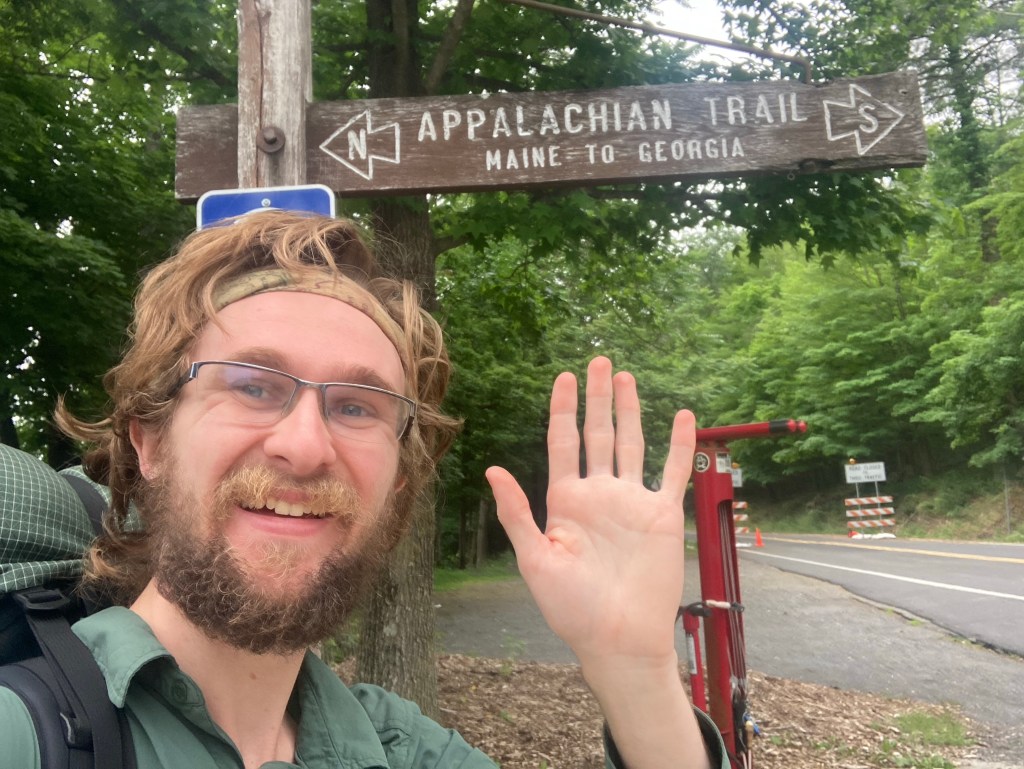 N APPALACHIAN TRAIL S
MAINE TO GEORGIA